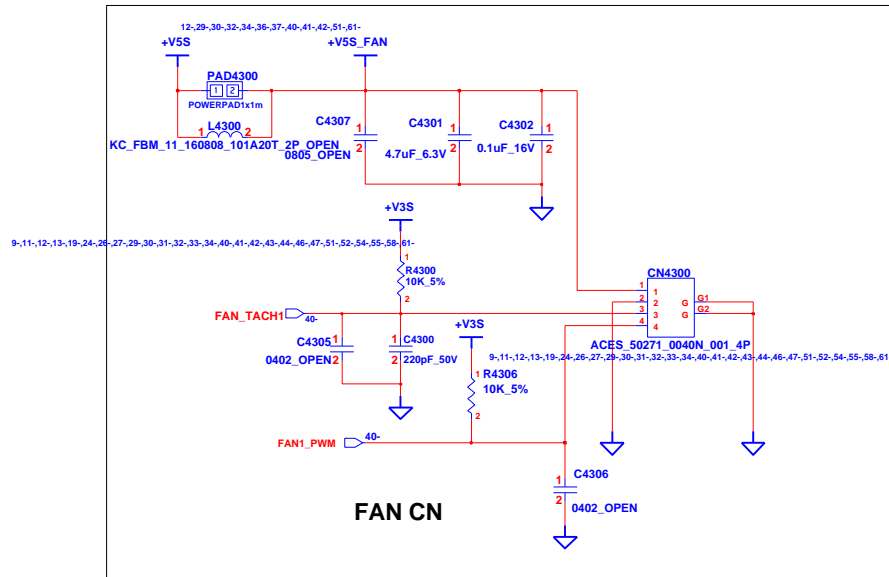 12-,29-,30-,32-,34-,36-,37-,40-,41-,42-,51-,61-
+V5S
+V5S_FAN
PAD4300
1 2
POWERPAD1x1m
L4300
1 2
KC_FBM_11_160808_101A20T_2P_OPEN
C4307
1
2
0805_OPEN
C4301
1
2
4.7uF_6.3V
C4302
1
2
0.1uF_16V
+V3S
9-,11-,12-,13-,19-,24-,26-,27-,29-,30-,31-,32-,33-,34-,40-,41-,42-,43-,44-,46-,47-,51-,52-,54-,55-,58-,61-
1
R4300
10K_5%
2
CN4300
1 1
2 2
3 3
4 4
G G1
G G2
ACES_50271_0040N_001_4P
FAN_TACH1
40-
C4305
1
2
0402_OPEN
C4300
1
2
220pF_50V
+V3S
9-,11-,12-,13-,19-,24-,26-,27-,29-,30-,31-,32-,33-,34-,40-,41-,42-,43-,44-,46-,47-,51-,52-,54-,55-,58-,61
1
R4306
10K_5%
2
FAN1_PWM
40-
C4306
1
2
0402_OPEN
FAN CN